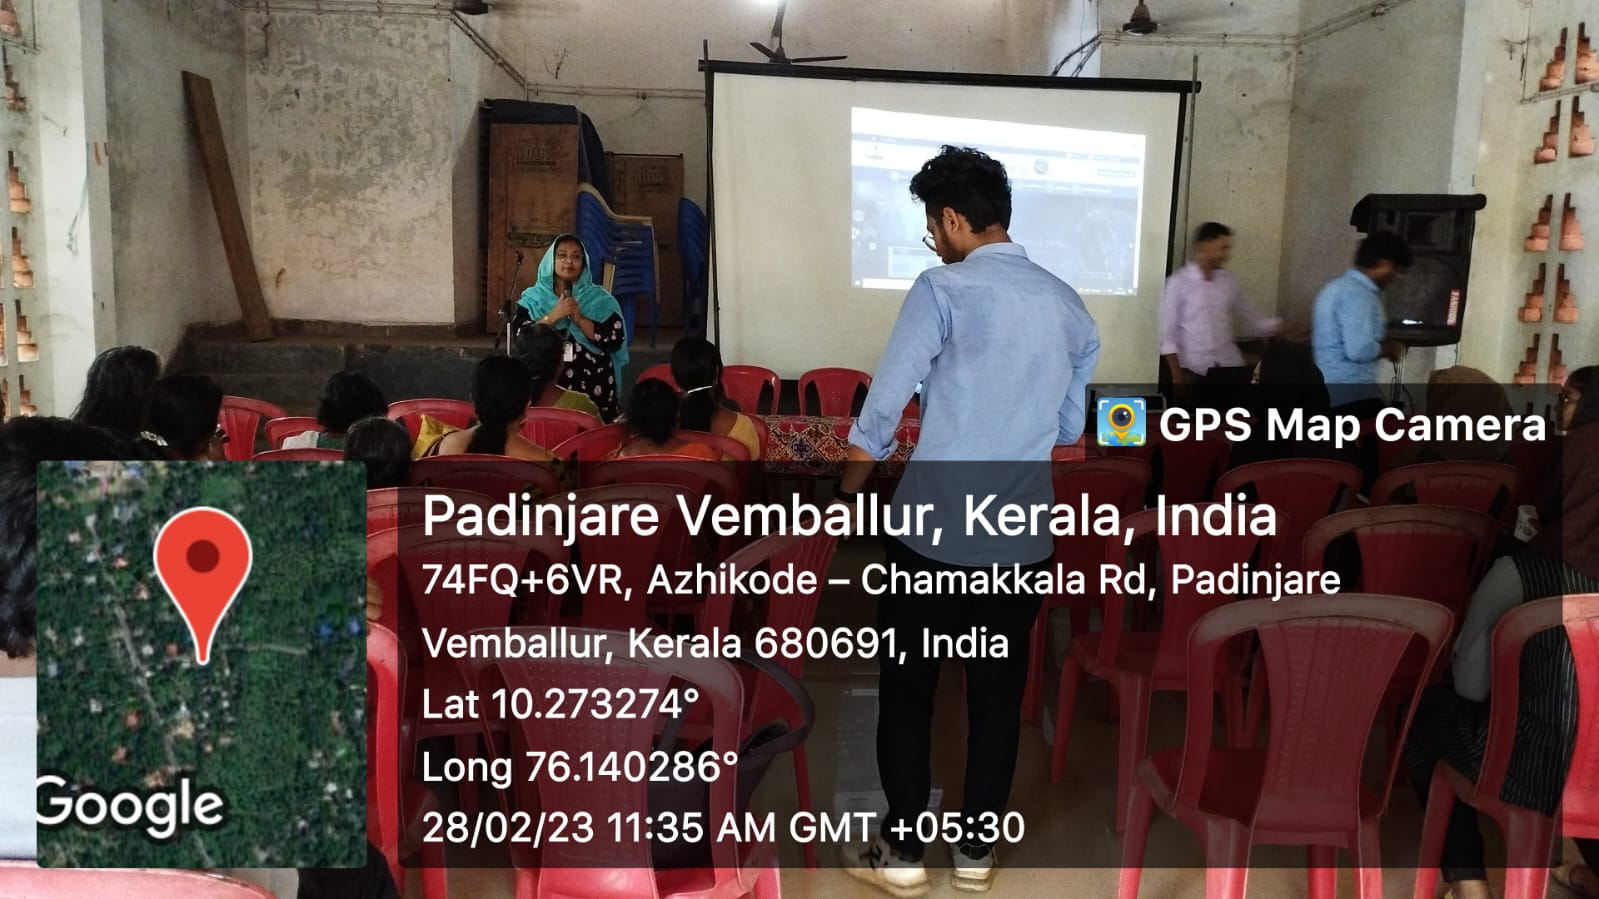 GPS Map Camera
Padinjare Vemballur, Kerala, India
74FQ+6VR, Azhikode – Chamakkala Rd, Padinjare
Vemballur, Kerala 680691, India
Lat 10.273274°
Long 76.140286°
28/02/23 11:35 AM GMT +05:30
Google